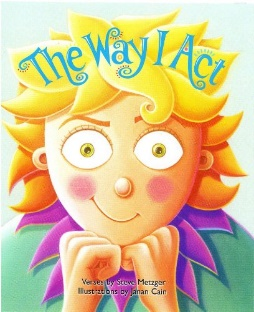 The Way I Act
Verses by Steve Metzger
Illustrations by Janan Cain